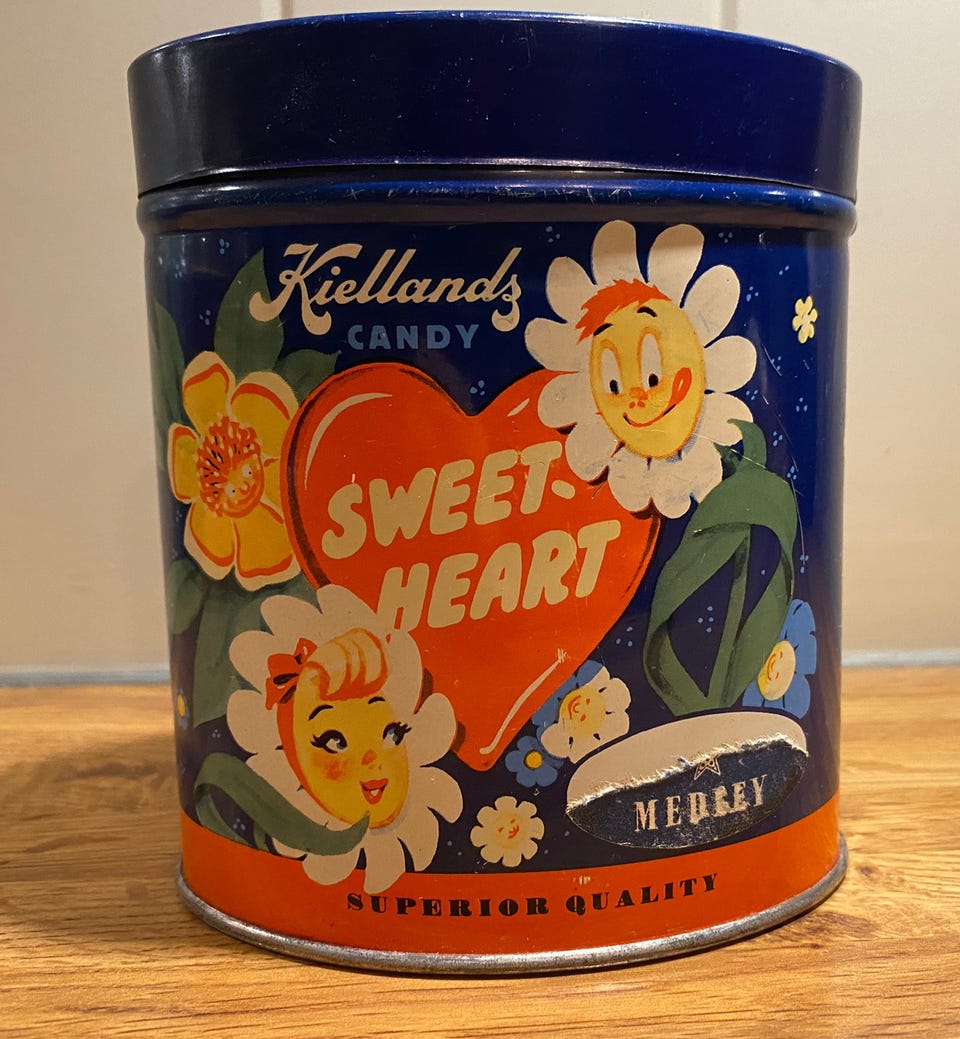 Kiellands
CANDY
SWEET-
HEART
MEDLEY
SUPERIOR QUALITY